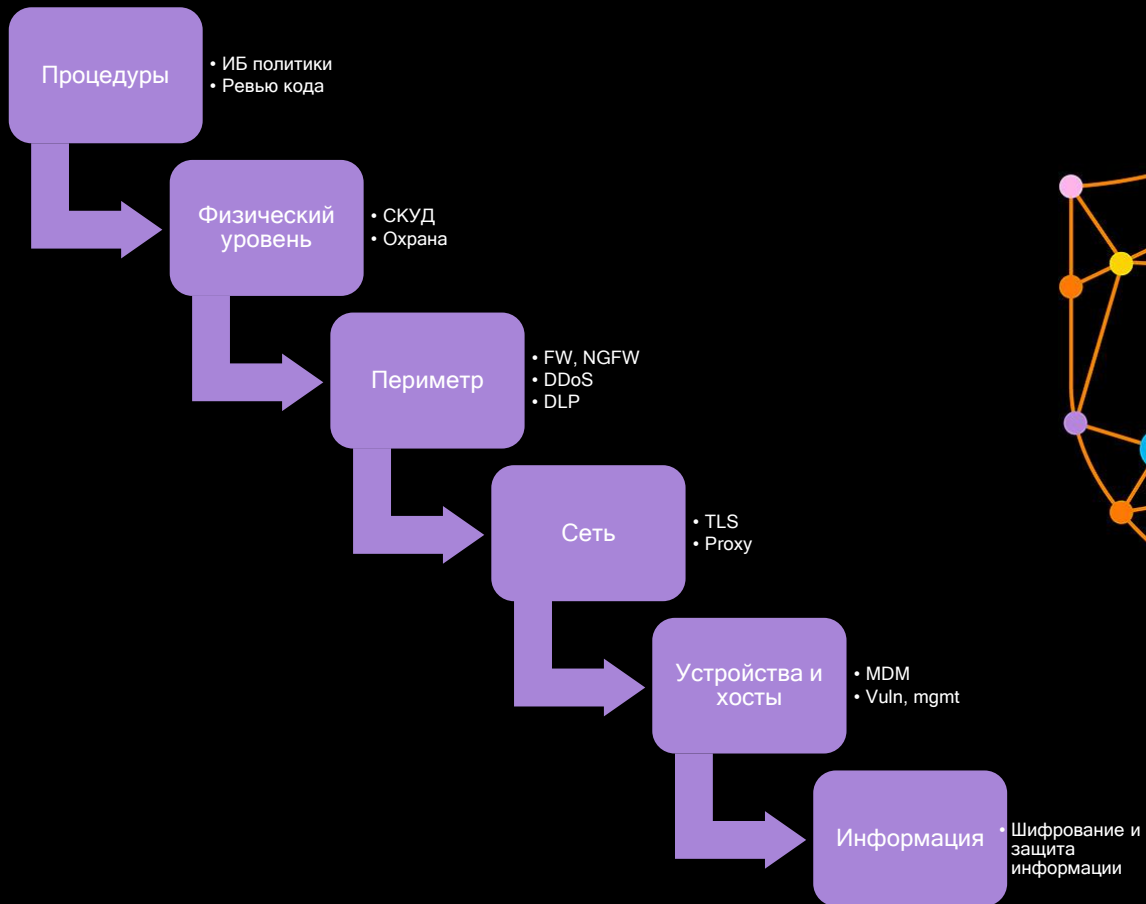 Процедуры
• ИБ политики
• Ревью кода
Физический
уровень
• СКУД
• Охрана
Периметр
• FW, NGFW
• DDoS
• DLP
Сеть
• TLS
• Proxy
Устройства и
хосты
• MDM
• Vuln, mgmt
Информация
• Шифрование и
защита
информации